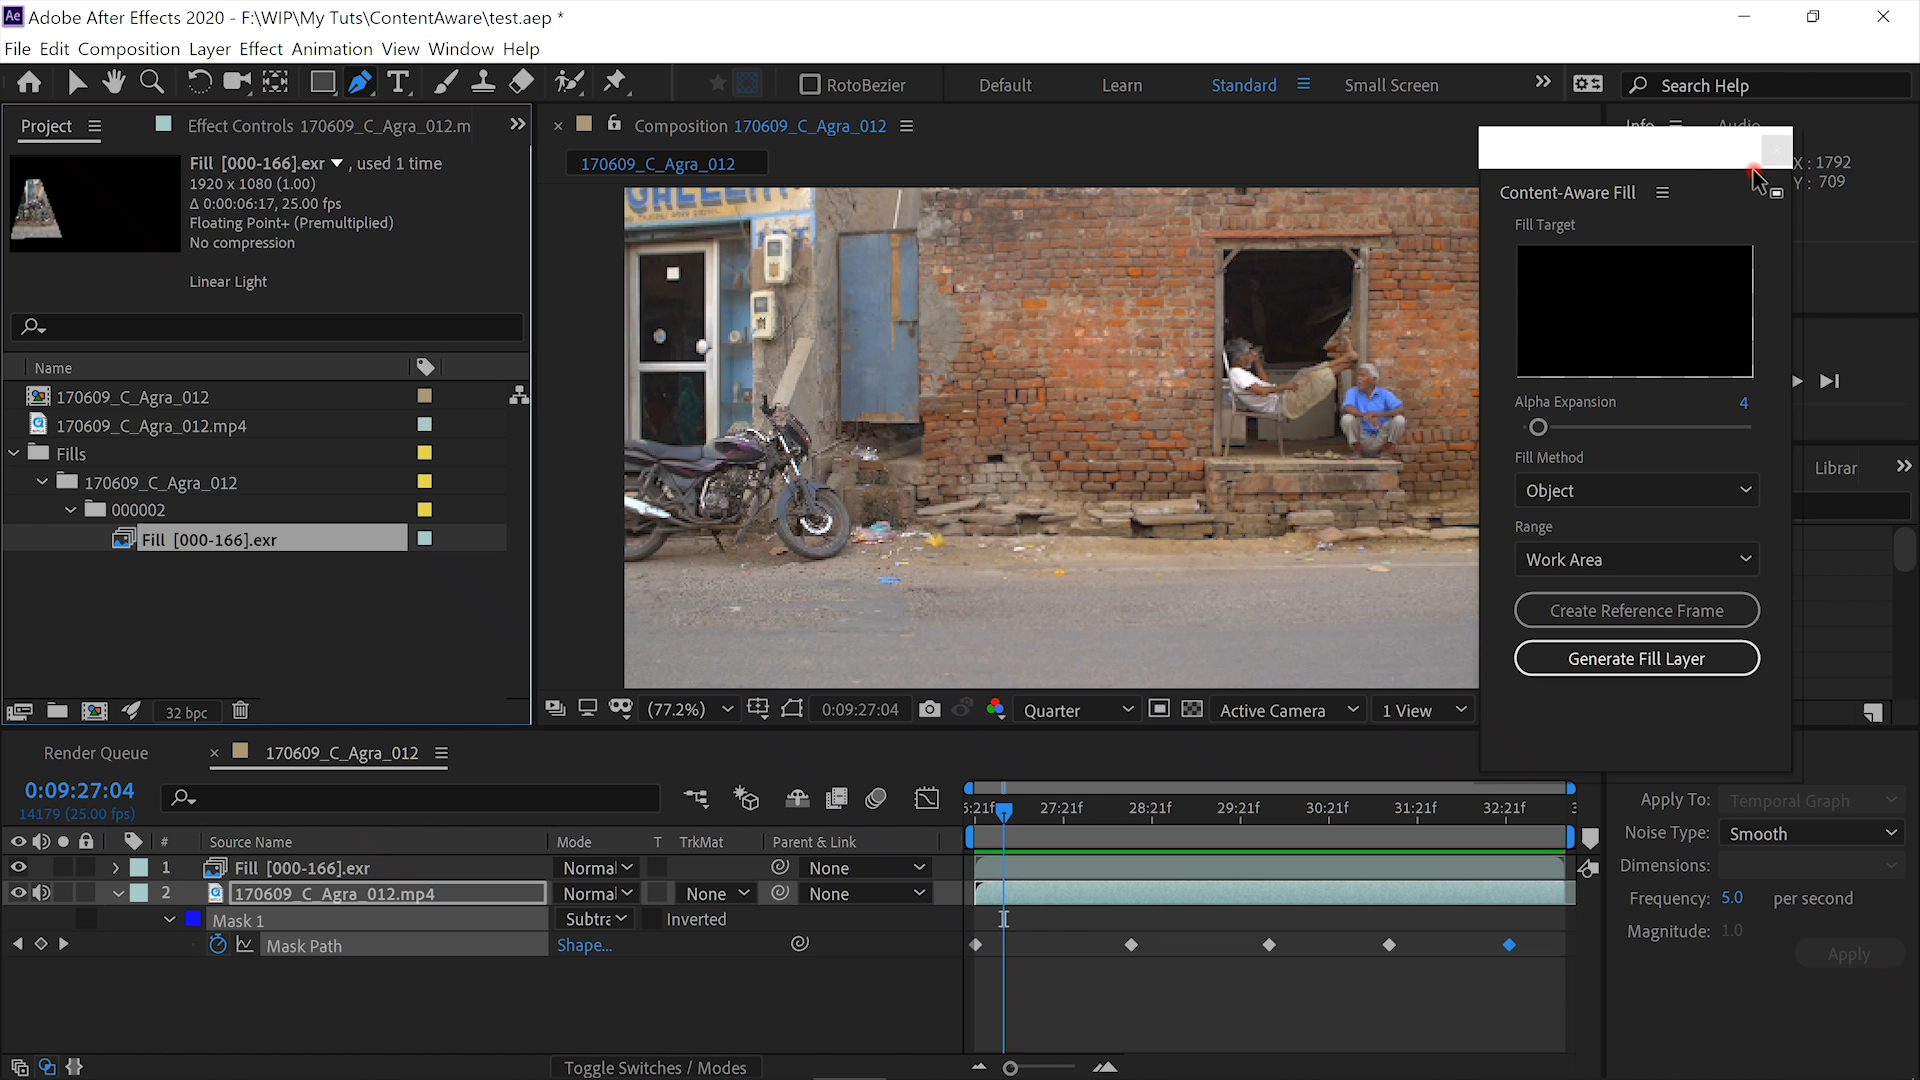 Ae Adobe After Effects 2020 - F:\WIP\My Tuts\ContentAware\test.aep *
File Edit Composition Layer Effect Animation View Window Help
RotoBezier Default Learn Standard Small Screen Search Help
Project Effect Controls 170609_C_Agra_012.m
Composition 170609_C_Agra_012
Info Audio
170609_C_Agra_012
X : 1792
Y : 709
Fill [000-166].exr , used 1 time
1920 x 1080 (1.00)
Δ 0:00:06:17, 25.00 fps
Floating Point+ (Premultiplied)
No compression
Linear Light
Name
170609_C_Agra_012
170609_C_Agra_012.mp4
Fills
170609_C_Agra_012
000002
Fill [000-166].exr
32 bpc
Content-Aware Fill
Fill Target
Alpha Expansion 4
Fill Method
Object
Range
Work Area
Create Reference Frame
Generate Fill Layer
Librar
(77.2%) 0:09:27:04 Quarter Active Camera 1 View
Render Queue 170609_C_Agra_012
0:09:27:04
14179 (25.00 fps)
5:21f 27:21f 28:21f 29:21f 30:21f 31:21f 32:21f
# Source Name Mode T TrkMat Parent & Link
1 Fill [000-166].exr Normal None
2 170609_C_Agra_012.mp4 Normal None None
Mask 1 Subtra Inverted
Mask Path Shape...
Toggle Switches / Modes
Apply To: Temporal Graph
Noise Type: Smooth
Dimensions:
Frequency: 5.0 per second
Magnitude: 1.0
Apply